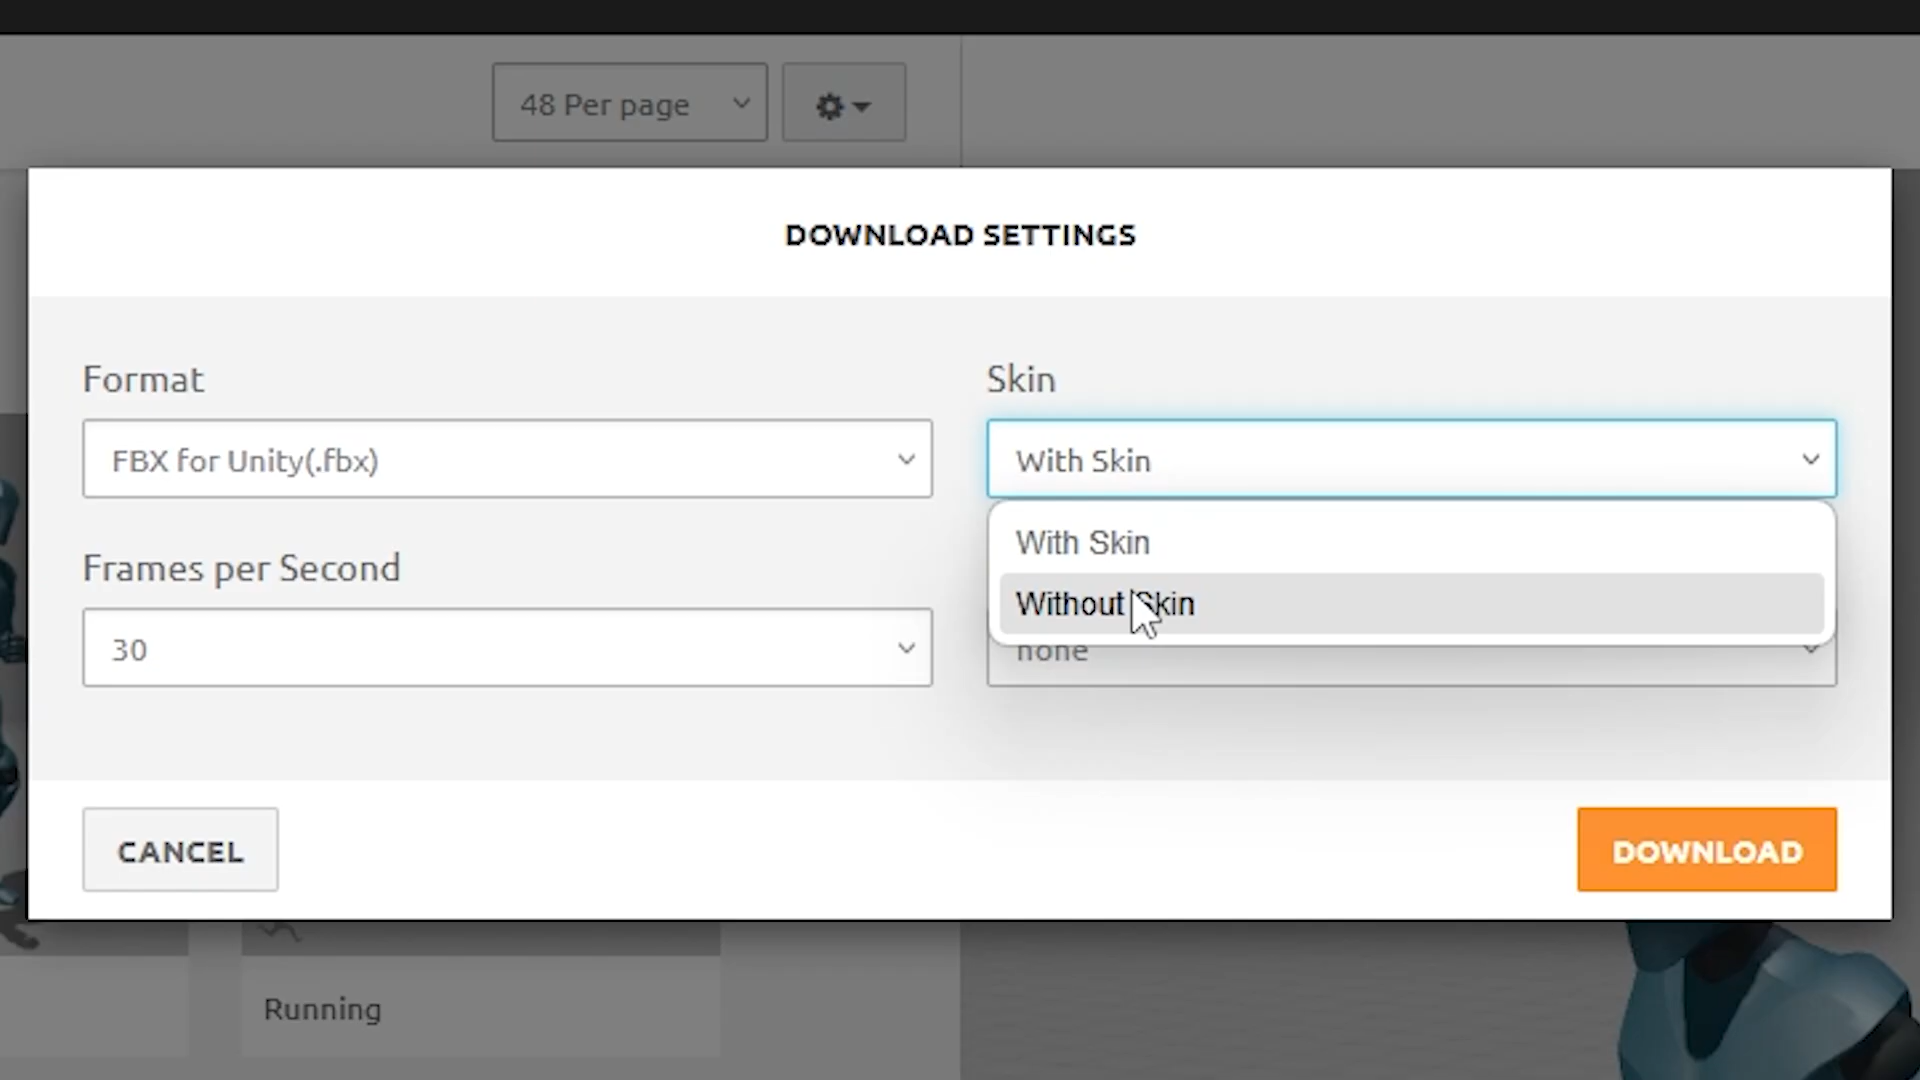 48 Per page
DOWNLOAD SETTINGS
Format
Skin
FBX for Unity(.fbx)
With Skin
With Skin
Without Skin
Frames per Second
30
none
CANCEL
DOWNLOAD
Running